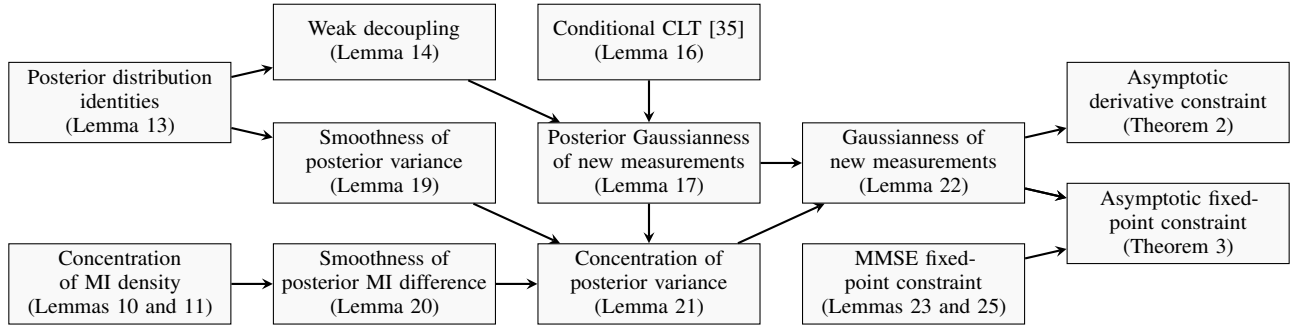 Weak decoupling
(Lemma 14)
Conditional CLT [35]
(Lemma 16)
Posterior distribution
identities
(Lemma 13)
Asymptotic
derivative constraint
(Theorem 2)
Smoothness of
posterior variance
(Lemma 19)
Posterior Gaussianness
of new measurements
(Lemma 17)
Gaussianness of
new measurements
(Lemma 22)
Asymptotic fixed-
point constraint
(Theorem 3)
Concentration
of MI density
(Lemmas 10 and 11)
Smoothness of
posterior MI difference
(Lemma 20)
Concentration of
posterior variance
(Lemma 21)
MMSE fixed-
point constraint
(Lemmas 23 and 25)